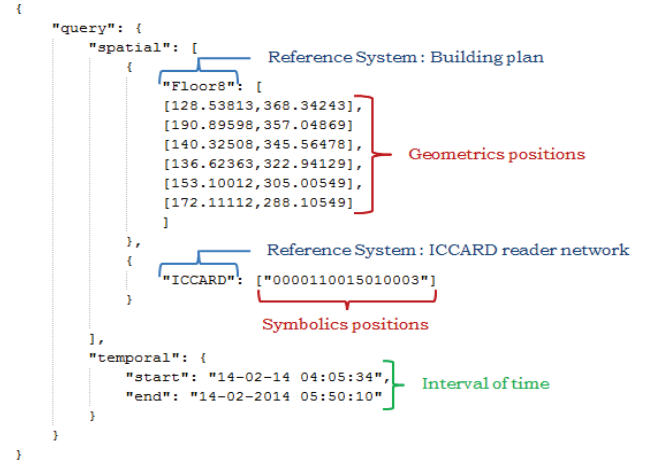 {
"query": {
"spatial": [
{
Reference System : Building plan
"Floor8": [
[128.53813,368.34243],
[190.89598,357.04869]
[140.32508,345.56478],
[136.62363,322.94129],
[153.10012,305.00549],
[172.11112,288.10549]
]
Geometrics positions
},
{
Reference System : ICCARD reader network
"ICCARD": ["0000110015010003"]
}
Symbolics positions
],
"temporal": {
"start": "14-02-14 04:05:34",
"end": "14-02-2014 05:50:10"
Interval of time
}
}
}